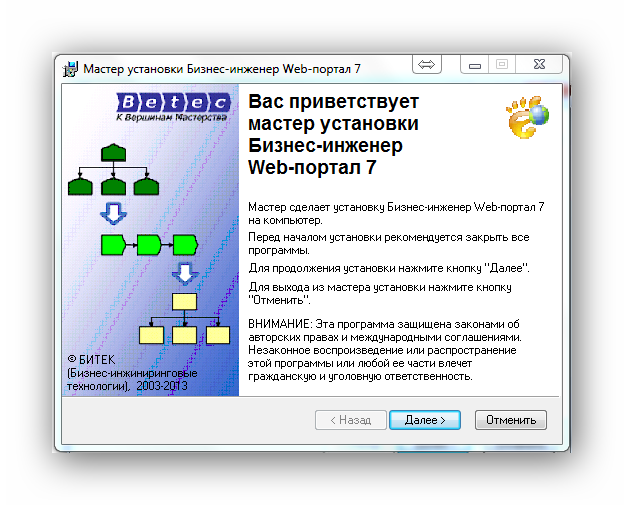 Мастер установки Бизнес-инженер Web-портал 7
Betec
К Вершинам Мастерства
Вас приветствует
мастер установки
Бизнес-инженер
Web-портал 7
Мастер сделает установку Бизнес-инженер Web-портал 7
на компьютер.
Перед началом установки рекомендуется закрыть все
программы.
Для продолжения установки нажмите кнопку "Далее".
Для выхода из мастера установки нажмите кнопку
"Отменить".
ВНИМАНИЕ: Эта программа защищена законами об
авторских правах и международными соглашениями.
Незаконное воспроизведение или распространение
этой программы или любой ее части влечет
гражданскую и уголовную ответственность.
© БИТЕК
(Бизнес-инжиниринговые
технологии), 2003-2013
< Назад
Далее >
Отменить